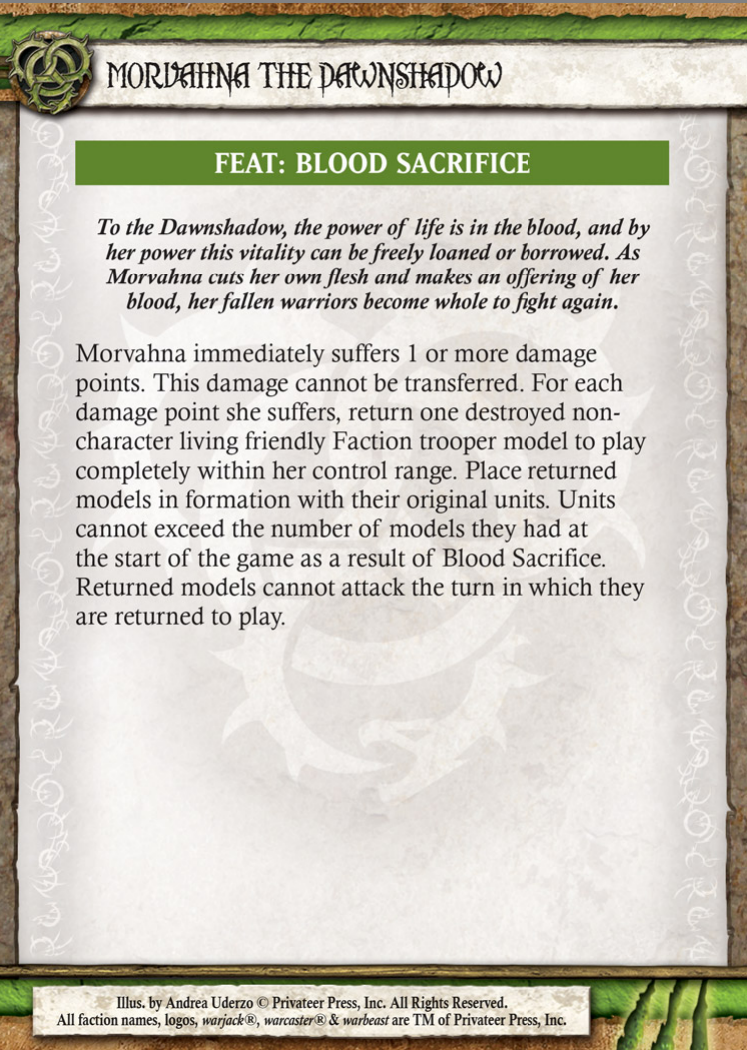 MORVAHNA THE DAWNSHADOW
FEAT: BLOOD SACRIFICE
To the Dawnshadow, the power of life is in the blood, and by
her power this vitality can be freely loaned or borrowed. As
Morvahna cuts her own flesh and makes an offering of her
blood, her fallen warriors become whole to fight again.
Morvahna immediately suffers 1 or more damage
points. This damage cannot be transferred. For each
damage point she suffers, return one destroyed non-
character living friendly Faction trooper model to play
completely within her control range. Place returned
models in formation with their original units. Units
cannot exceed the number of models they had at
the start of the game as a result of Blood Sacrifice.
Returned models cannot attack the turn in which they
are returned to play.
Illus. by Andrea Uderzo © Privateer Press, Inc. All Rights Reserved.
All faction names, logos, warjack®, warcaster® & warbeast are TM of Privateer Press, Inc.